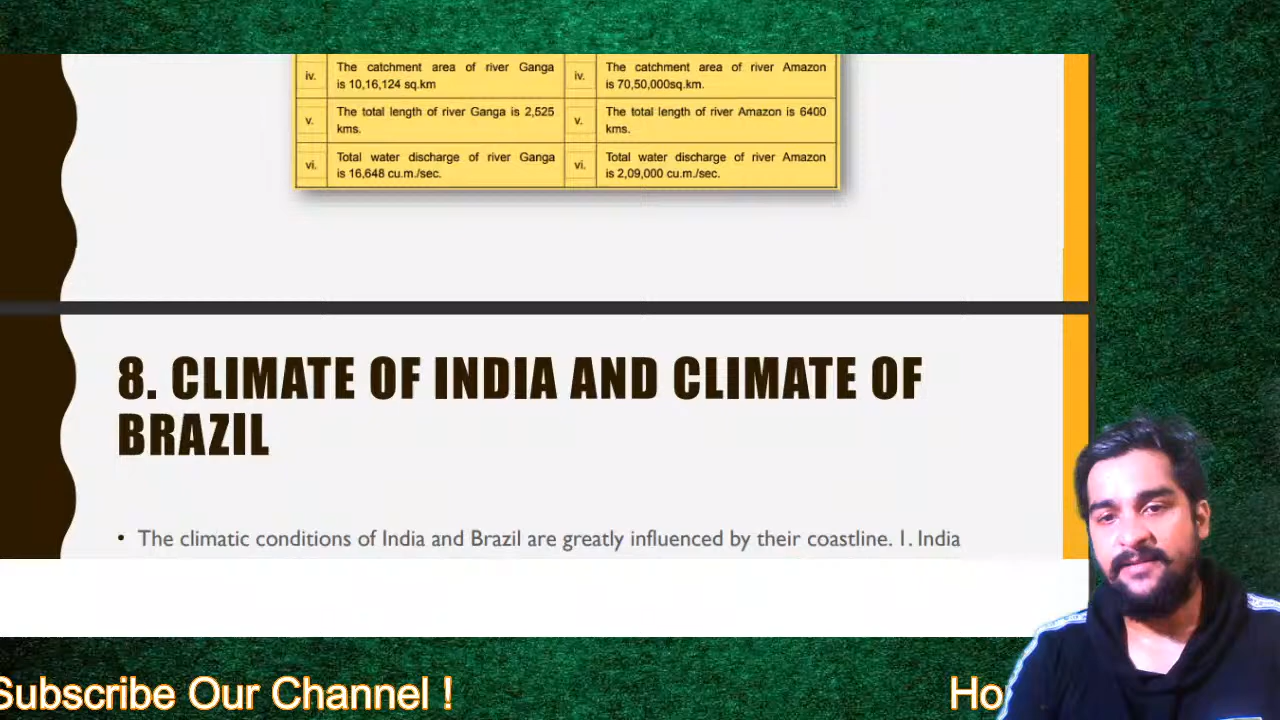 iv. The catchment area of river Ganga iv. The catchment area of river Amazon
is 10,16,124 sq.km is 70,50,000sq.km.
v. The total length of river Ganga is 2,525 v. The total length of river Amazon is 6400
kms. kms.
vi. Total water discharge of river Ganga vi. Total water discharge of river Amazon
is 16,648 cu.m./sec. is 2,09,000 cu.m./sec.
8. CLIMATE OF INDIA AND CLIMATE OF
BRAZIL
• The climatic conditions of India and Brazil are greatly influenced by their coastline. 1. India
Subscribe Our Channel ! Ho